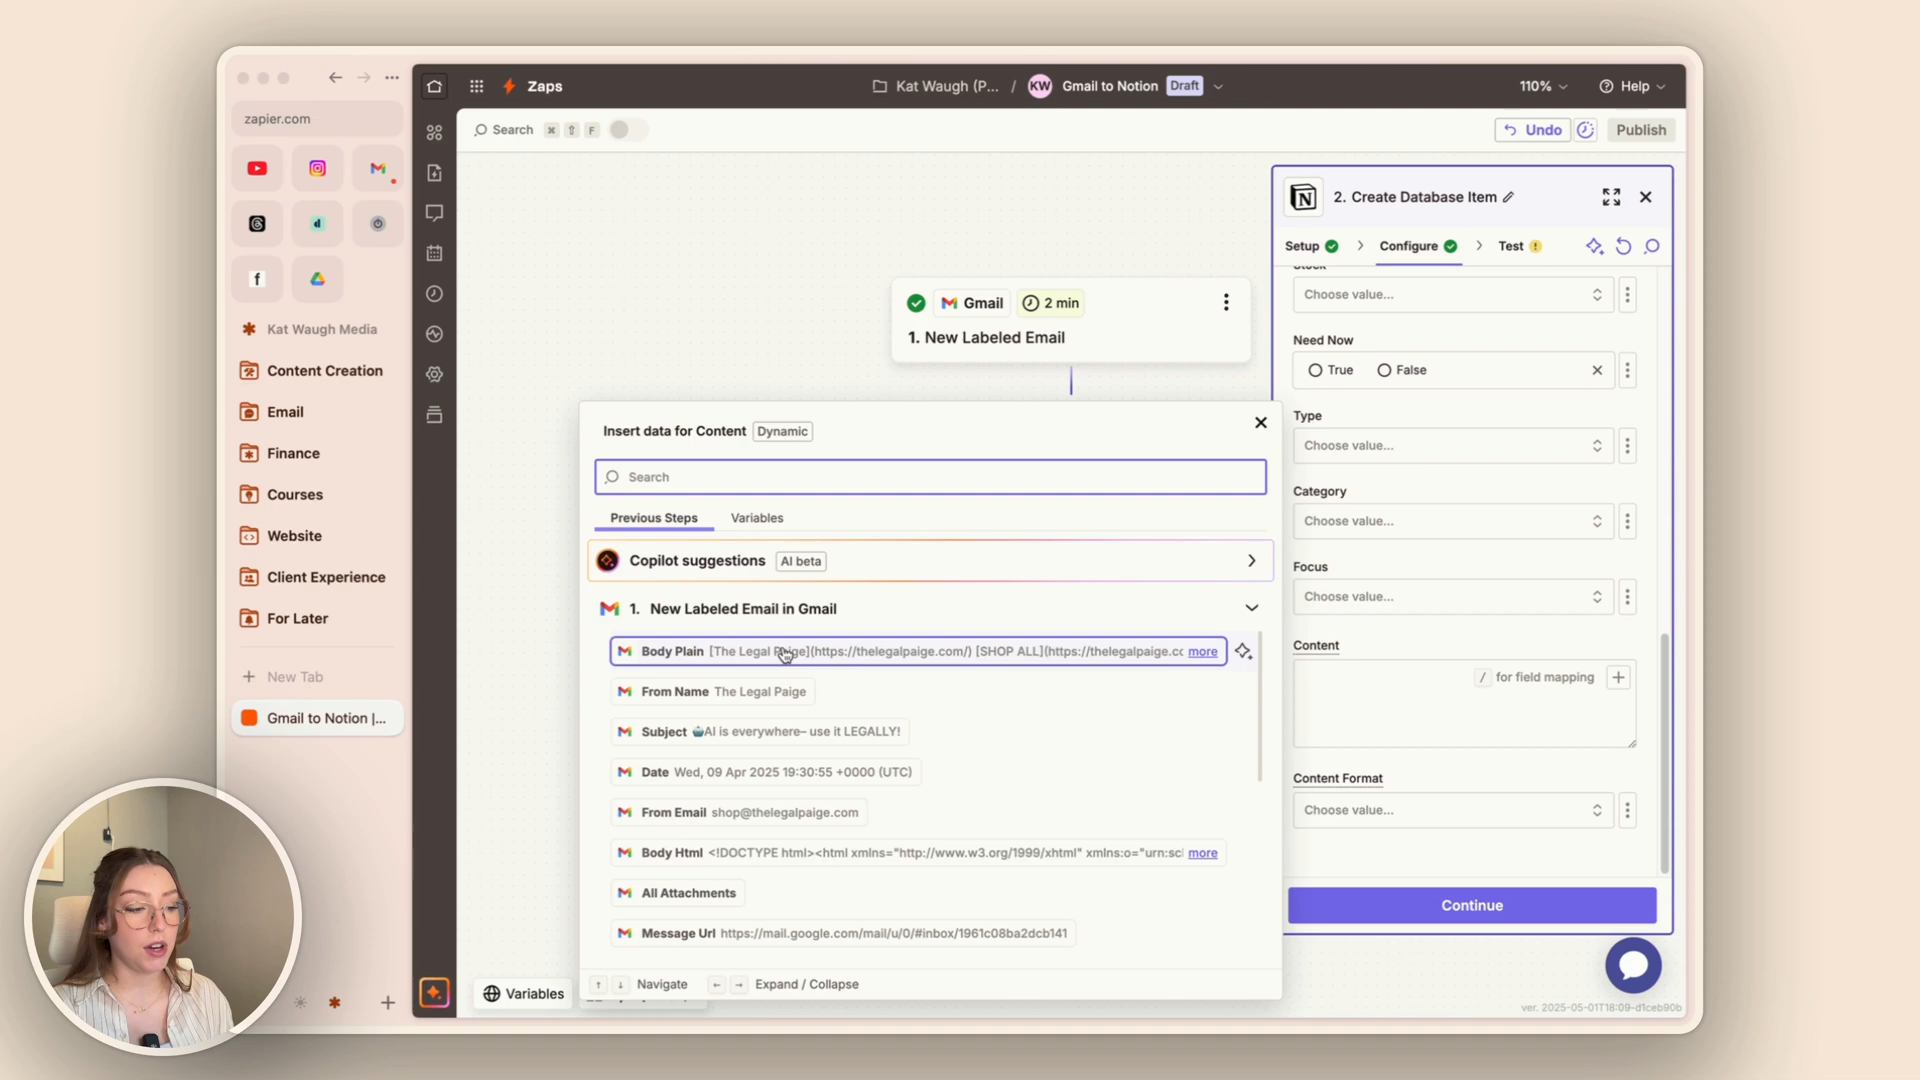 zapier.com
Kat Waugh Media
Content Creation
Email
Finance
Courses
Website
Client Experience
For Later
New Tab
Gmail to Notion |...
Zaps
Kat Waugh (P... / KW Gmail to Notion Draft
110%
Help
Search ⌘ ⇧ F
Undo
Publish
Gmail 2 min
1. New Labeled Email
Insert data for Content Dynamic
Search
Previous Steps Variables
Copilot suggestions AI beta
1. New Labeled Email in Gmail
Body Plain [The Legal Paige](https://thelegalpaige.com/) [SHOP ALL](https://thelegalpaige.cc more
From Name The Legal Paige
Subject 🤖AI is everywhere– use it LEGALLY!
Date Wed, 09 Apr 2025 19:30:55 +0000 (UTC)
From Email shop@thelegalpaige.com
Body Html <!DOCTYPE html><html xmlns="http://www.w3.org/1999/xhtml" xmlns:o="urn:scl more
All Attachments
Message Url https://mail.google.com/mail/u/0/#inbox/1961c08ba2dcb141
↑ ↓ Navigate ← → Expand / Collapse
Variables
2. Create Database Item
Setup Configure Test
Stock
Choose value...
Need Now
True False
Type
Choose value...
Category
Choose value...
Focus
Choose value...
Content
/ for field mapping
Content Format
Choose value...
Continue
ver. 2025-05-01T18:09-d1ceb90b